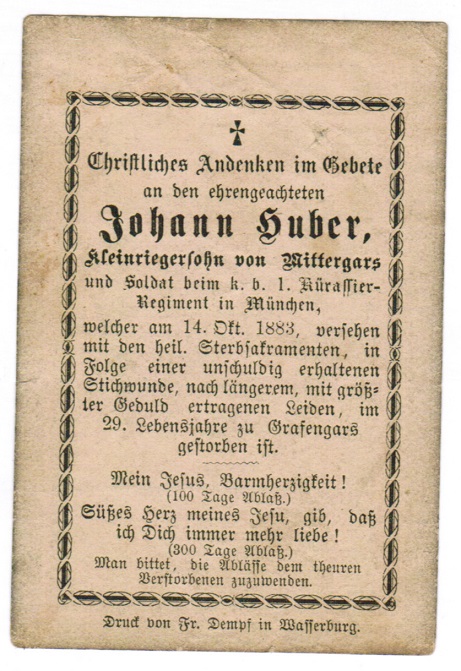 Christliches Andenken im Gebete
an den ehrengeachteten
Johann Huber,
Kleinriegersohn von Mittergars
und Soldat beim k. b. 1. Kürassier-
Regiment in München,
welcher am 14. Okt. 1883, versehen
mit den heil. Sterbsakramenten, in
Folge einer unschuldig erhaltenen
Stichwunde, nach längerem, mit größ-
ter Geduld ertragenen Leiden, im
29. Lebensjahre zu Grafengars
gestorben ist.
Mein Jesus, Barmherzigkeit!
(100 Tage Ablaß.)
Süßes Herz meines Jesu, gib, daß
ich Dich immer mehr liebe!
(300 Tage Ablaß.)
Man bittet, die Ablässe dem theuren
Verstorbenen zuzuwenden.
Druck von Fr. Dempf in Wasserburg.